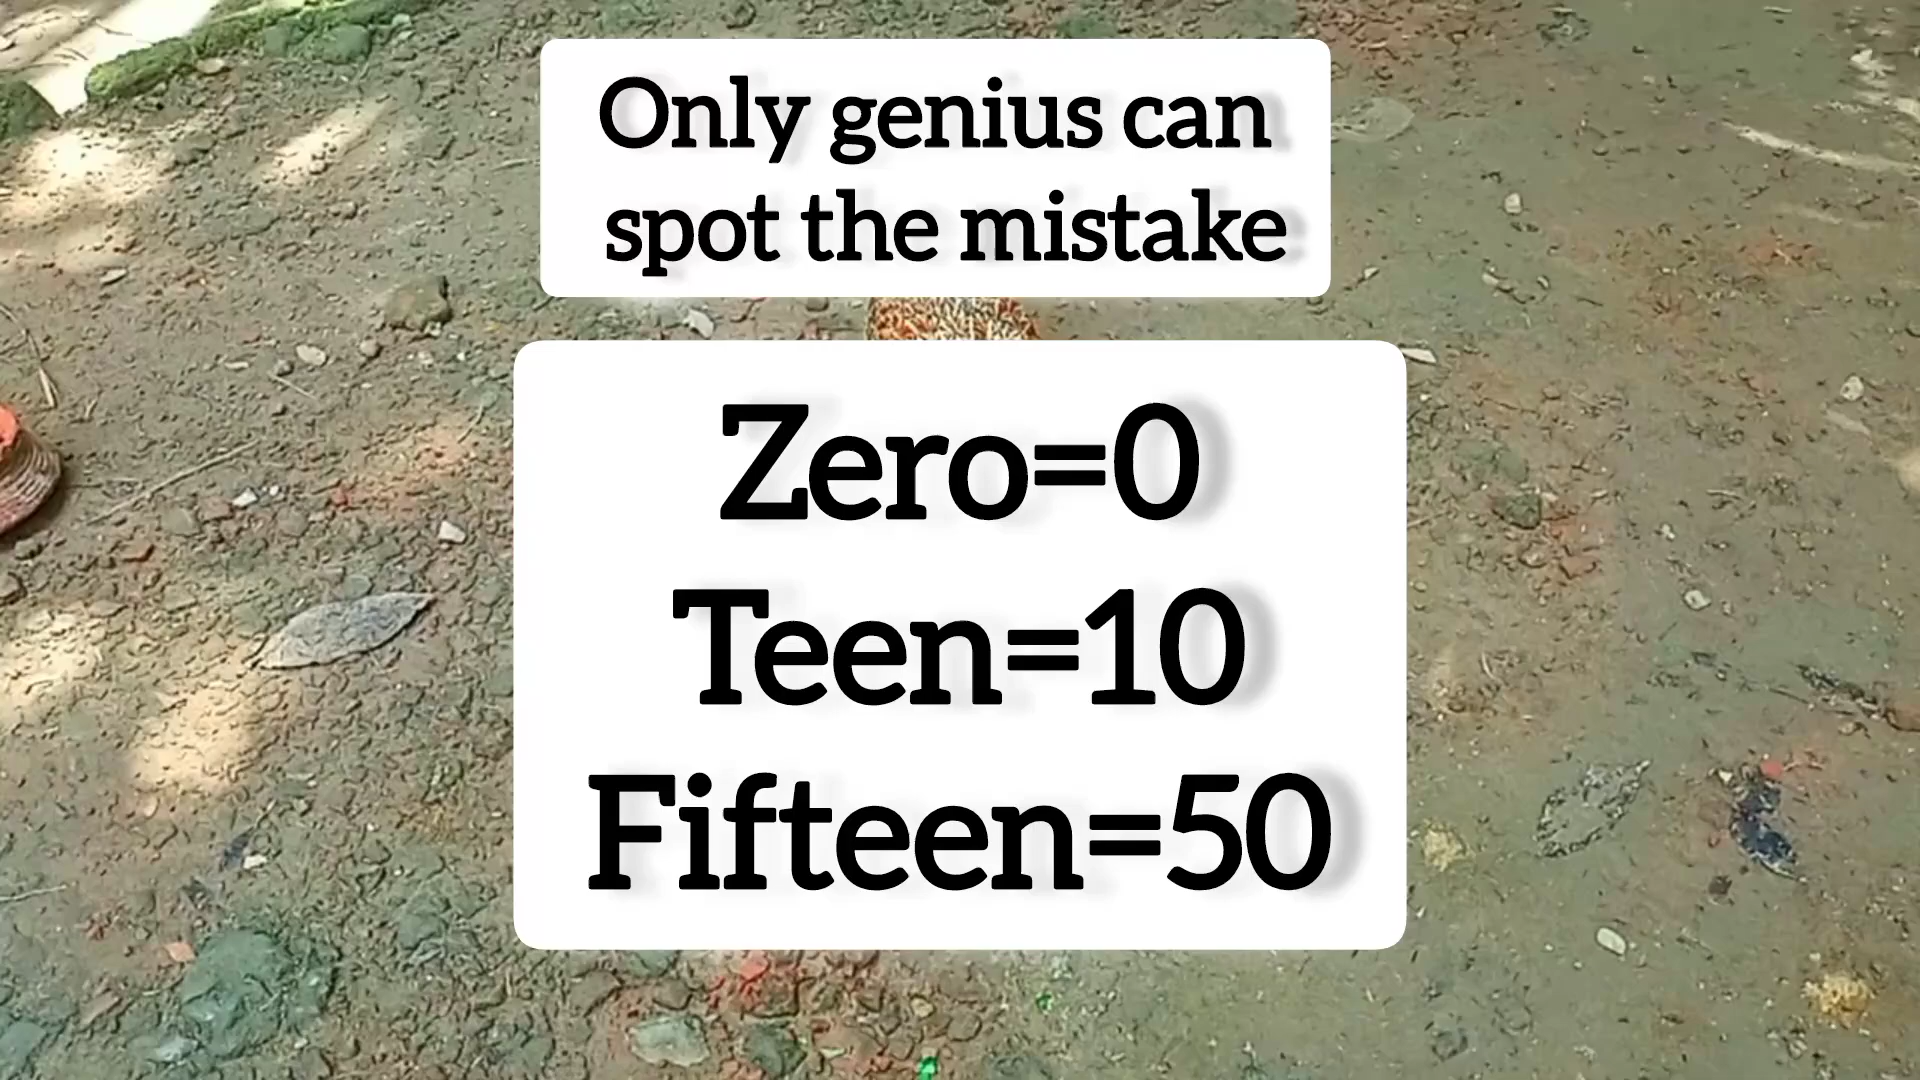 Only genius can
spot the mistake
Zero=0
Teen=10
Fifteen=50